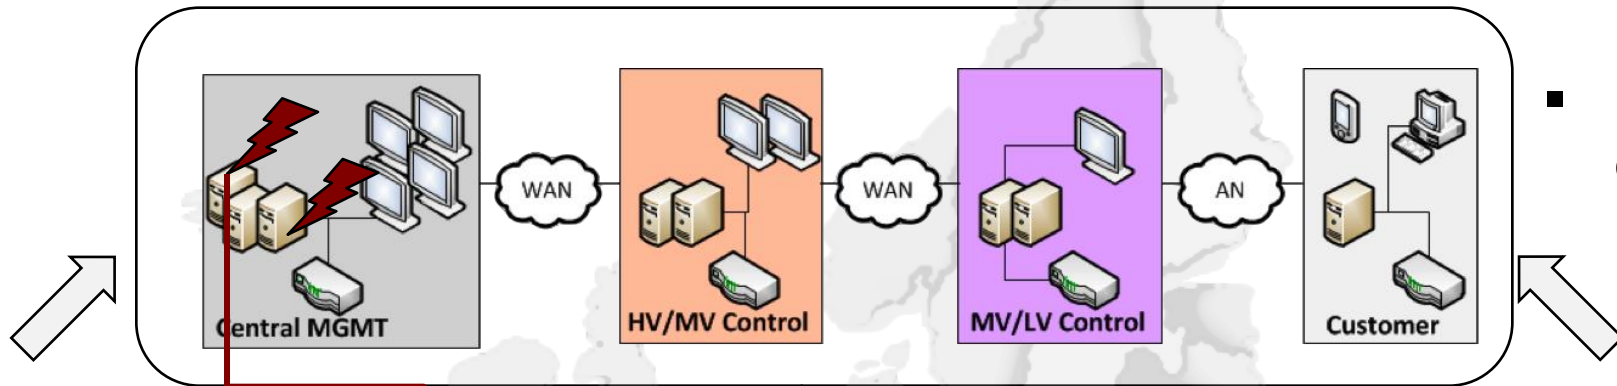 WAN
WAN
AN
Central MGMT
HV/MV Control
MV/LV Control
Customer